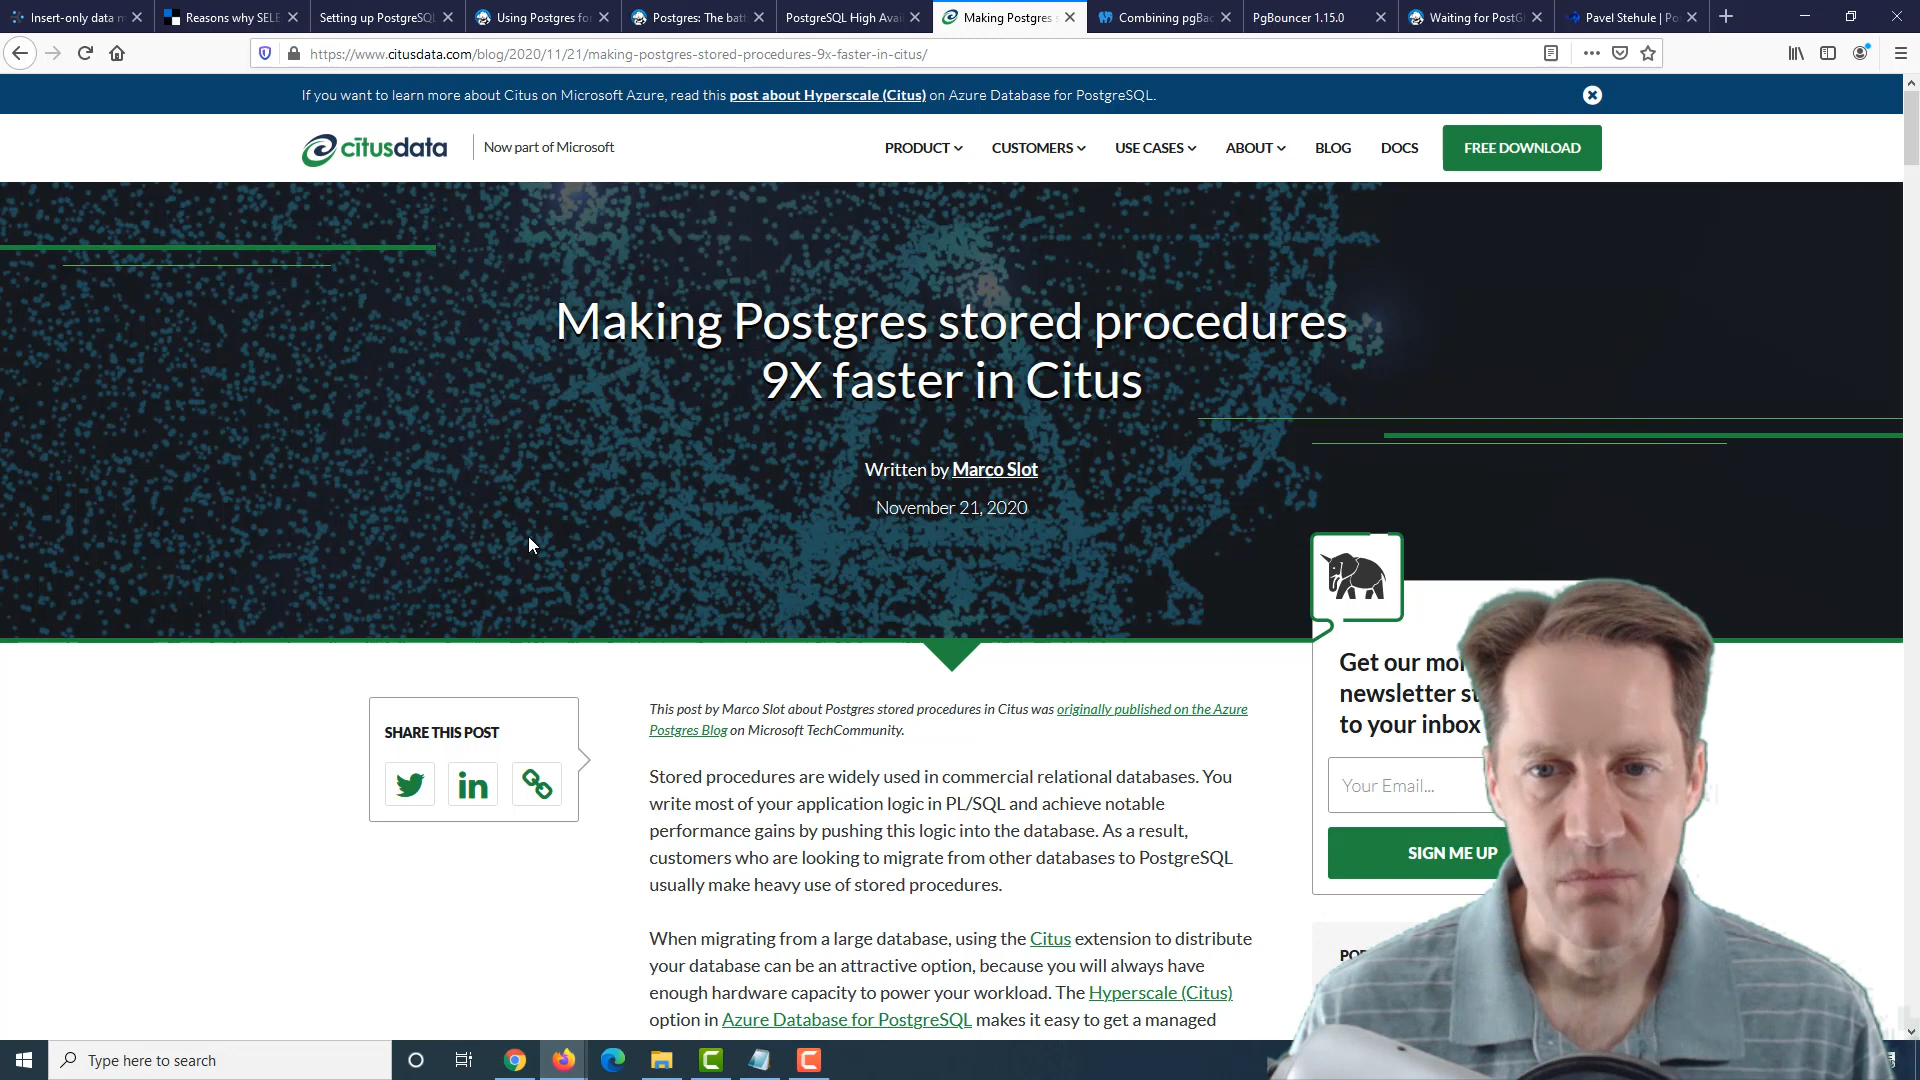 Insert-only data m
Reasons why SELE
Setting up PostgreSQL
Using Postgres fo
Postgres: The bat
PostgreSQL High Avai
Making Postgres s
Combining pgBac
PgBouncer 1.15.0
Waiting for PostG
Pavel Stehule | Po
https://www.citusdata.com/blog/2020/11/21/making-postgres-stored-procedures-9x-faster-in-citus/
If you want to learn more about Citus on Microsoft Azure, read this post about Hyperscale (Citus) on Azure Database for PostgreSQL.
citusdata
Now part of Microsoft
PRODUCT
CUSTOMERS
USE CASES
ABOUT
BLOG
DOCS
FREE DOWNLOAD
Making Postgres stored procedures
9X faster in Citus
Written by Marco Slot
November 21, 2020
SHARE THIS POST
This post by Marco Slot about Postgres stored procedures in Citus was originally published on the Azure
Postgres Blog on Microsoft TechCommunity.
Stored procedures are widely used in commercial relational databases. You
write most of your application logic in PL/SQL and achieve notable
performance gains by pushing this logic into the database. As a result,
customers who are looking to migrate from other databases to PostgreSQL
usually make heavy use of stored procedures.
When migrating from a large database, using the Citus extension to distribute
your database can be an attractive option, because you will always have
enough hardware capacity to power your workload. The Hyperscale (Citus)
option in Azure Database for PostgreSQL makes it easy to get a managed
Get our mo
newsletter s
to your inbox
Your Email...
SIGN ME UP
Type here to search